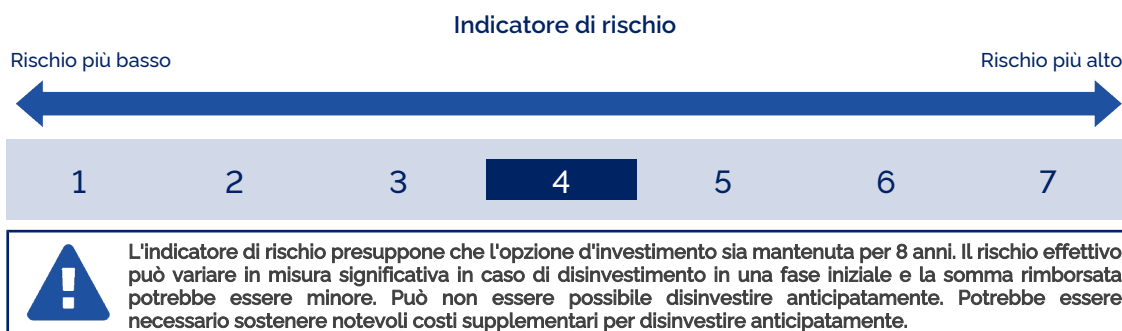 Indicatore di rischio
Rischio più basso
Rischio più alto
1 2 3 4 5 6 7
L'indicatore di rischio presuppone che l'opzione d'investimento sia mantenuta per 8 anni. Il rischio effettivo
può variare in misura significativa in caso di disinvestimento in una fase iniziale e la somma rimborsata
potrebbe essere minore. Può non essere possibile disinvestire anticipatamente. Potrebbe essere
necessario sostenere notevoli costi supplementari per disinvestire anticipatamente.